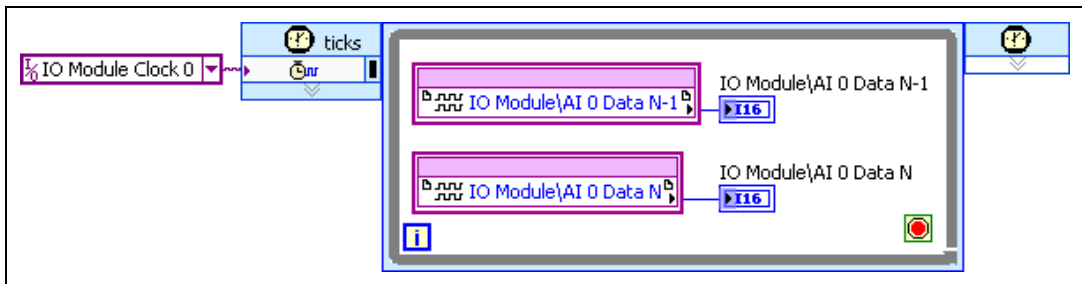 ticks
IO Module Clock 0
IO Module\AI 0 Data N-1
IO Module\AI 0 Data N-1
I16
IO Module\AI 0 Data N
IO Module\AI 0 Data N
I16
i